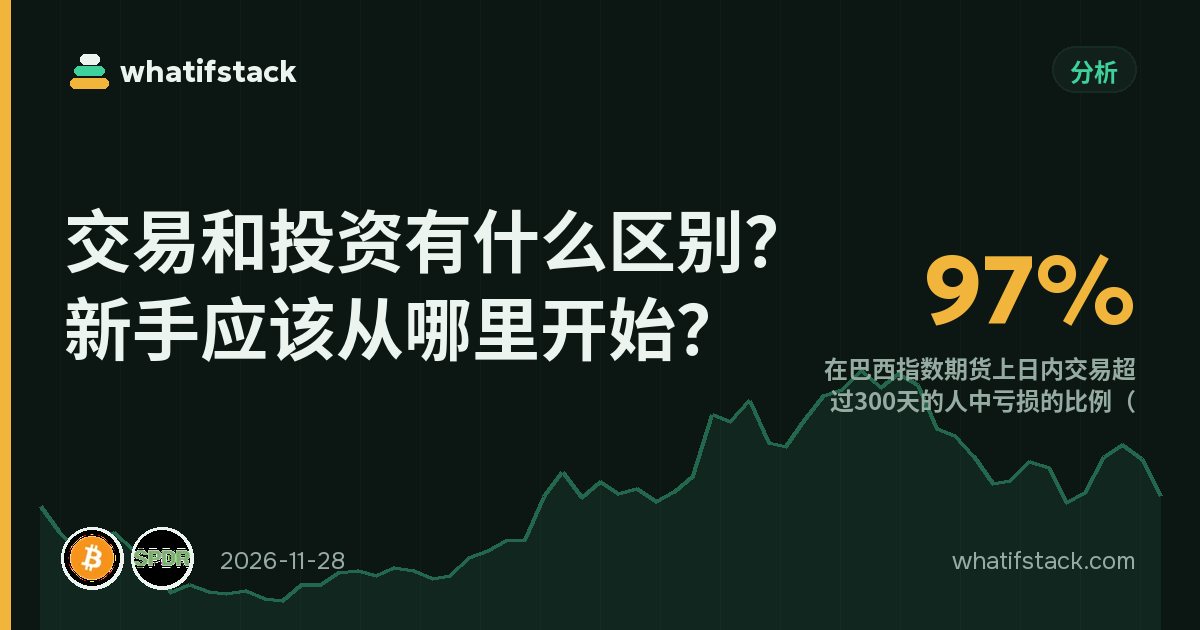 whatifstack
分析
交易和投资有什么区别?
新手应该从哪里开始?
97%
在巴西指数期货上日内交易超
过300天的人中亏损的比例（
SPDR
2026-11-28
whatifstack.com